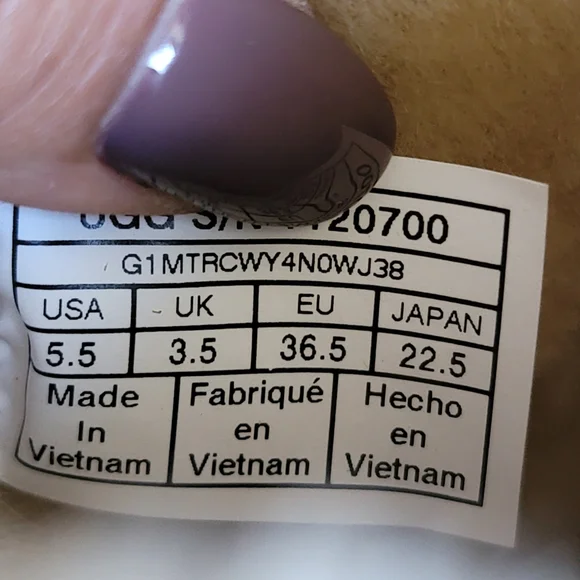 UGG S/N 1120700
G1MTRCWY4N0WJ38
USA UK EU JAPAN
5.5 3.5 36.5 22.5
Made Fabriqué Hecho
In en en
Vietnam Vietnam Vietnam